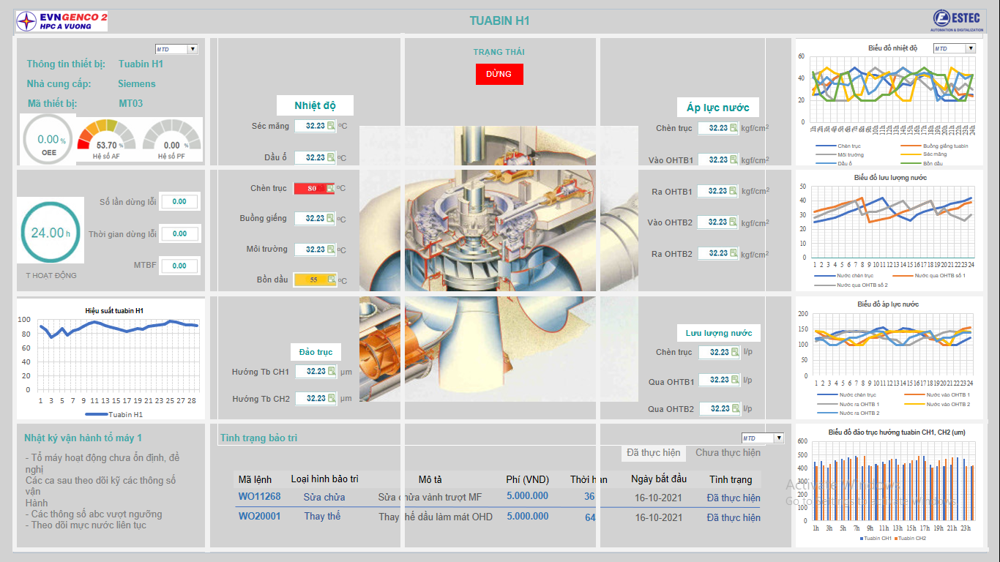 EVNGENCO 2
HPC A VUONG
TUABIN H1
ESTEC
AUTOMATION & DIGITALIZATION
MTD
Thông tin thiết bị: Tuabin H1
Nhà cung cấp: Siemens
Mã thiết bị: MT03
0.00 %
OEE
53.70 %
Hệ số AF
0.00 %
Hệ số PF
TRẠNG THÁI
DỪNG
Nhiệt độ
Séc măng 32.23 ºC
Dầu ổ 32.23 ºC
Chèn trục 80 ºC
Buồng giếng 32.23 ºC
Môi trường 32.23 ºC
Bồn dầu 55 ºC
Áp lực nước
Chèn trục 32.23 kgf/cm2
Vào OHTB1 32.23 kgf/cm2
Ra OHTB1 32.23 kgf/cm2
Vào OHTB2 32.23 kgf/cm2
Ra OHTB2 32.23 kgf/cm2
Biểu đồ nhiệt độ
MTD
60
40
20
0
1h 2h 3h 4h 5h 6h 7h 8h 9h 10h 11h 12h 13h 14h 15h 16h 17h 18h 19h 20h 21h 22h 23h 24h
Chèn trục Buồng giếng tuabin
Môi trường Séc măng
Dầu ổ Bồn dầu
24.00 h
T HOẠT ĐỘNG
Số lần dừng lỗi 0.00
Thời gian dừng lỗi 0.00
MTBF 0.00
Biểu đồ lưu lượng nước
50
40
30
20
10
0
1 2 3 4 5 6 7 8 9 10 11 12 13 14 15 16 17 18 19 20 21 22 23 24
Nước chèn trục Nước qua OHTB số 1
Nước qua OHTB số 2
Hiệu suất tuabin H1
100
80
60
40
20
0
1 3 5 7 9 11 13 15 17 19 21 23 25 27 28
Tuabin H1
Đảo trục
Hướng Tb CH1 32.23 µm
Hướng Tb CH2 32.23 µm
Lưu lượng nước
Chèn trục 32.23 l/p
Qua OHTB1 32.23 l/p
Qua OHTB2 32.23 l/p
Biểu đồ áp lực nước
200
150
100
50
0
1 2 3 4 5 6 7 8 9 10 11 12 13 14 15 16 17 18 19 20 21 22 23 24
Nước chèn trục Nước vào OHTB 1
Nước ra OHTB 1 Nước vào OHTB 2
Nước ra OHTB 2
Nhật ký vận hành tổ máy 1
- Tổ máy hoạt động chưa ổn định, đề
nghị
Các ca sau theo dõi kỹ các thông số
vận
Hành
- Các thông số abc vượt ngưỡng
- Theo dõi mực nước liên tục
Tình trạng bảo trì
MTD
Đã thực hiện Chưa thực hiện
Mã lệnh Loại hình bảo trì Mô tả Phí (VND) Thời hạn Ngày bắt đầu Tình trạng
WO11268 Sửa chữa Sửa chữa vành trượt MF 5.000.000 36 16-10-2021 Đã thực hiện
WO20001 Thay thế Thay thế dầu làm mát OHD 5.000.000 64 16-10-2021 Đã thực hiện
Biểu đồ đảo trục hướng tuabin CH1, CH2 (um)
600
500
400
300
200
100
0
1h 3h 5h 7h 9h 11h 13h 15h 17h 19h 21h 23h
Tuabin CH1 Tuabin CH2
Activate Windows
Go to Settings to activate Windows.